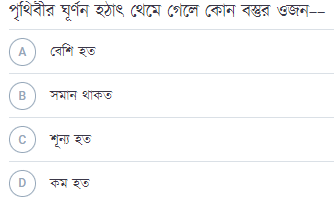 পৃথিবীর ঘূর্ণন হঠাৎ থেমে গেলে কোন বস্তুর ওজন--
A বেশি হত
B সমান থাকত
C শূন্য হত
D কম হত